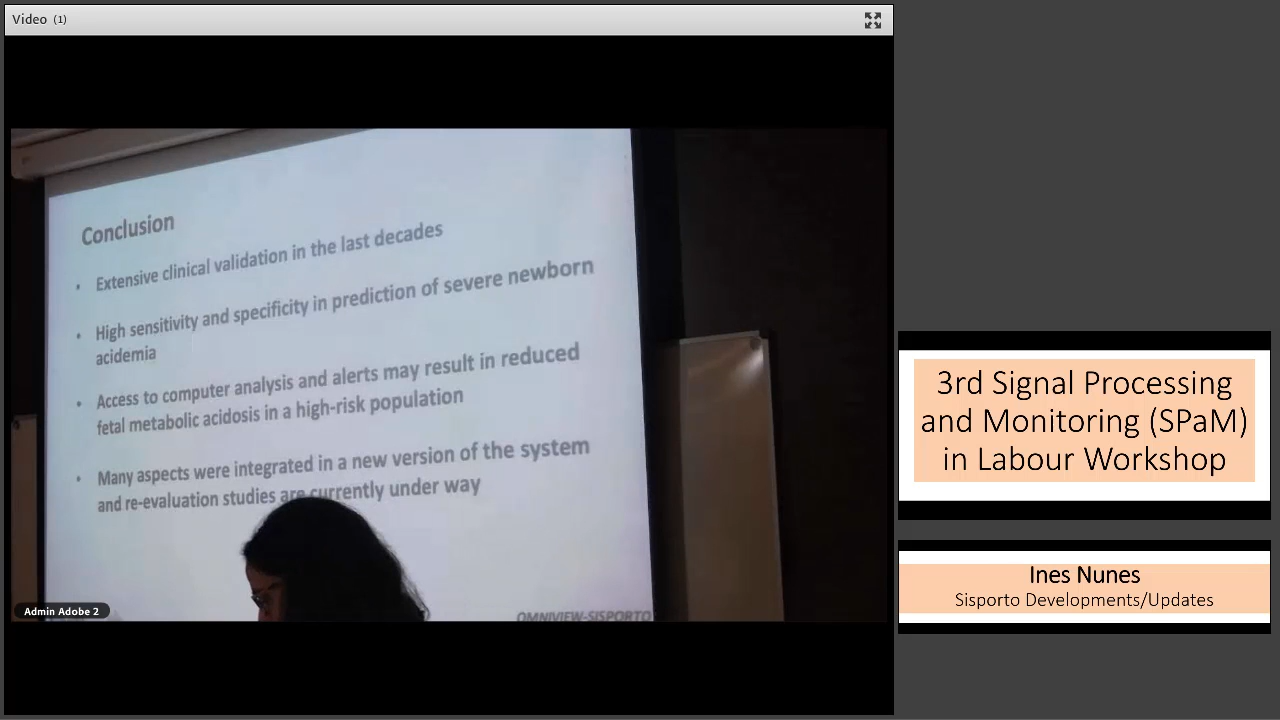 Video (1)
Conclusion
• Extensive clinical validation in the last decades
• High sensitivity and specificity in prediction of severe newborn
acidemia
• Access to computer analysis and alerts may result in reduced
fetal metabolic acidosis in a high-risk population
• Many aspects were integrated in a new version of the system
and re-evaluation studies are currently under way
OMNIVIEW-SISPORTO
Admin Adobe 2
3rd Signal Processing
and Monitoring (SPaM)
in Labour Workshop
Ines Nunes
Sisporto Developments/Updates